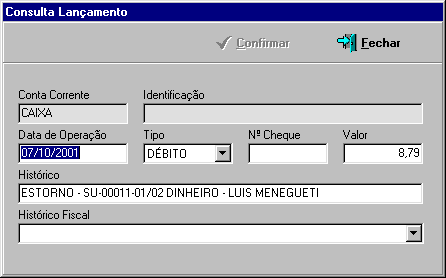 Consulta Lançamento
Confirmar Fechar
Conta Corrente Identificação
CAIXA
Data de Operação Tipo Nº Cheque Valor
07/10/2001 DÉBITO 8,79
Histórico
ESTORNO - SU-00011-01/02 DINHEIRO - LUIS MENEGUETI
Histórico Fiscal